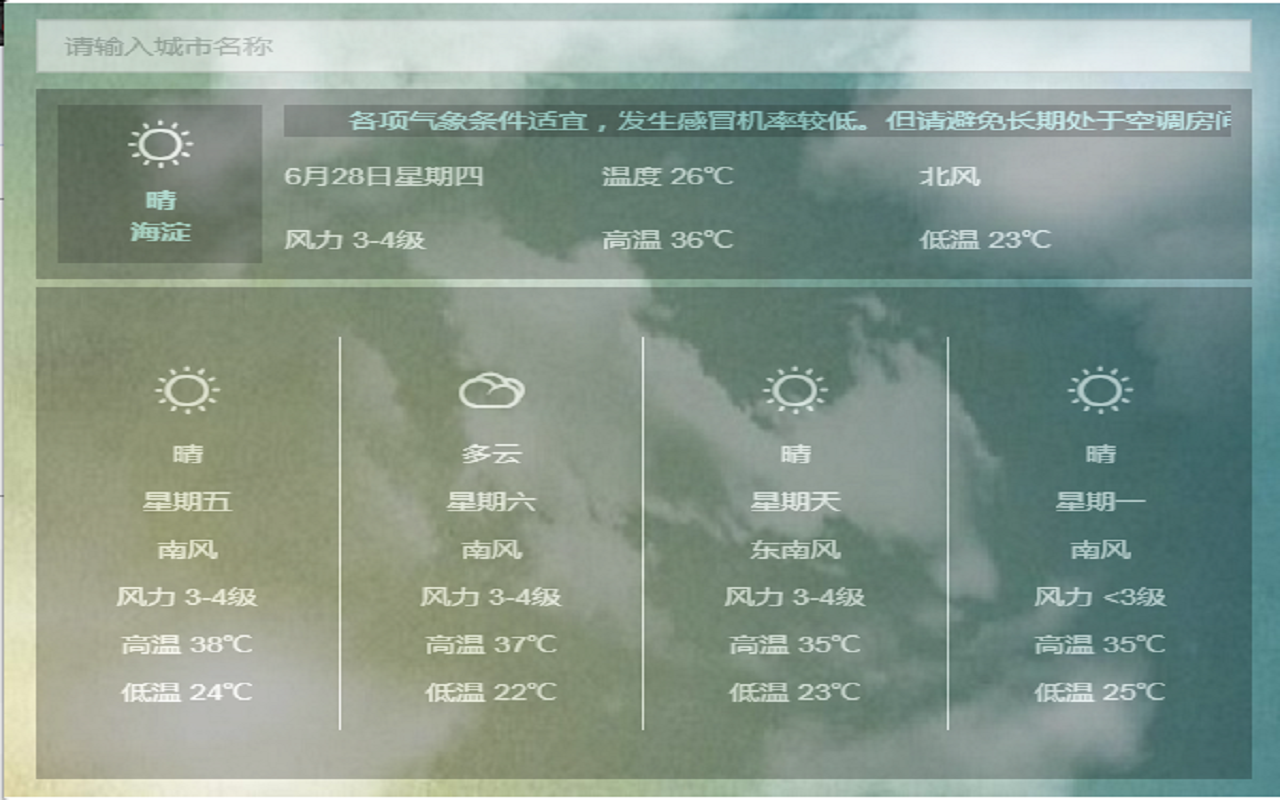 请输入城市名称
各项气象条件适宜，发生感冒机率较低。但请避免长期处于空调房
晴
海淀
6月28日星期四 温度 26℃ 北风
风力 3-4级 高温 36℃ 低温 23℃
晴 多云 晴 晴
星期五 星期六 星期天 星期一
南风 南风 东南风 南风
风力 3-4级 风力 3-4级 风力 3-4级 风力 <3级
高温 38℃ 高温 37℃ 高温 35℃ 高温 35℃
低温 24℃ 低温 22℃ 低温 23℃ 低温 25℃